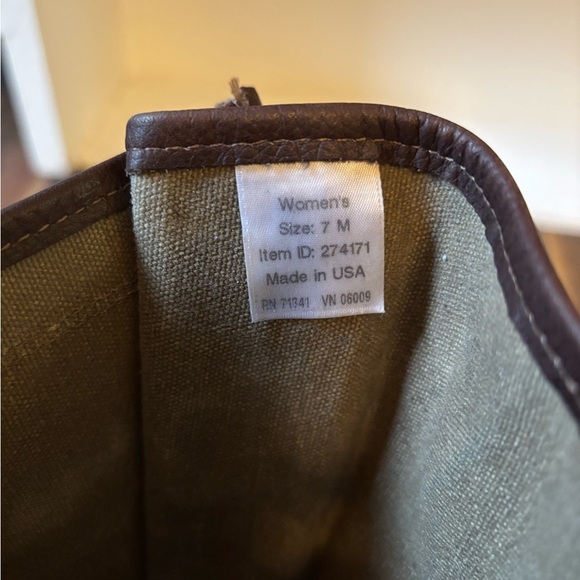 Women's
Size: 7 M
Item ID: 274171
Made in USA
RN 71341 VN 06009